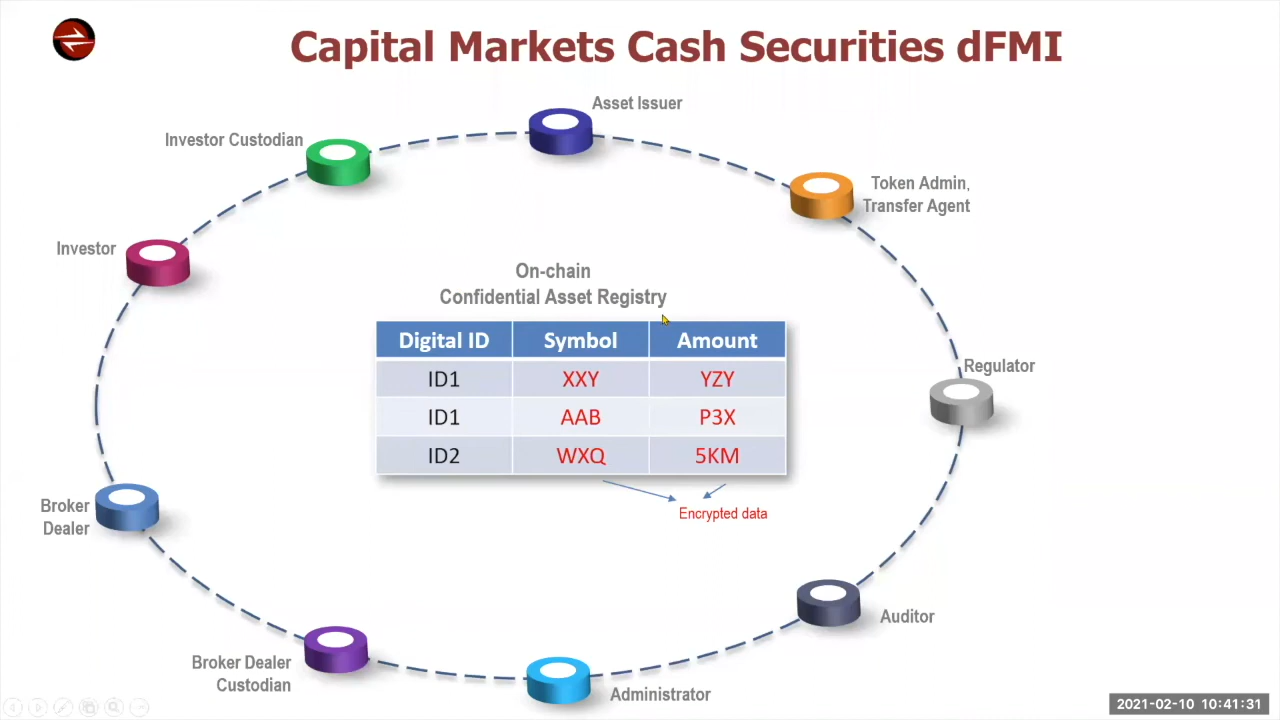 Capital Markets Cash Securities dFMI
Asset Issuer
Investor Custodian
Token Admin,
Transfer Agent
Investor
On-chain
Confidential Asset Registry
Digital ID Symbol Amount
ID1 XXY YZY
ID1 AAB P3X
ID2 WXQ 5KM
Encrypted data
Regulator
Broker
Dealer
Auditor
Broker Dealer
Custodian
Administrator
2021-02-10 10:41:31